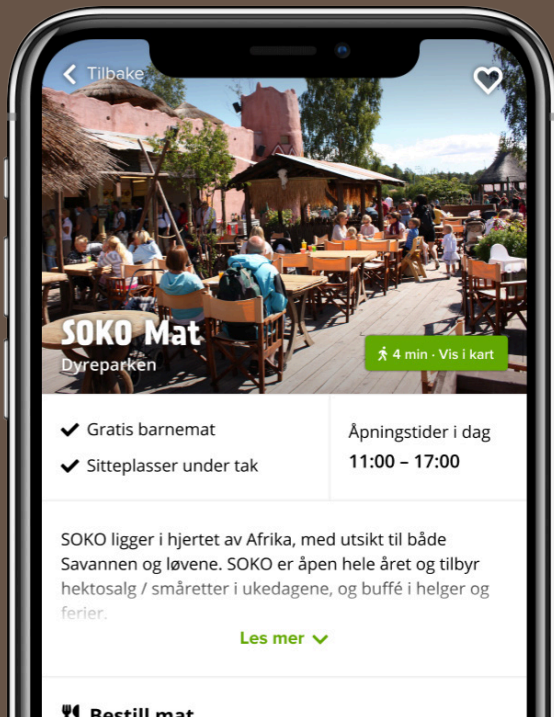 Tilbake
SOKO Mat
Dyreparken
4 min · Vis i kart
Gratis barnemat
Sitteplasser under tak
Åpningstider i dag
11:00 – 17:00
SOKO ligger i hjertet av Afrika, med utsikt til både
Savannen og løvene. SOKO er åpen hele året og tilbyr
hektosalg / småretter i ukedagene, og buffé i helger og
ferier.
Les mer
Bestill mat